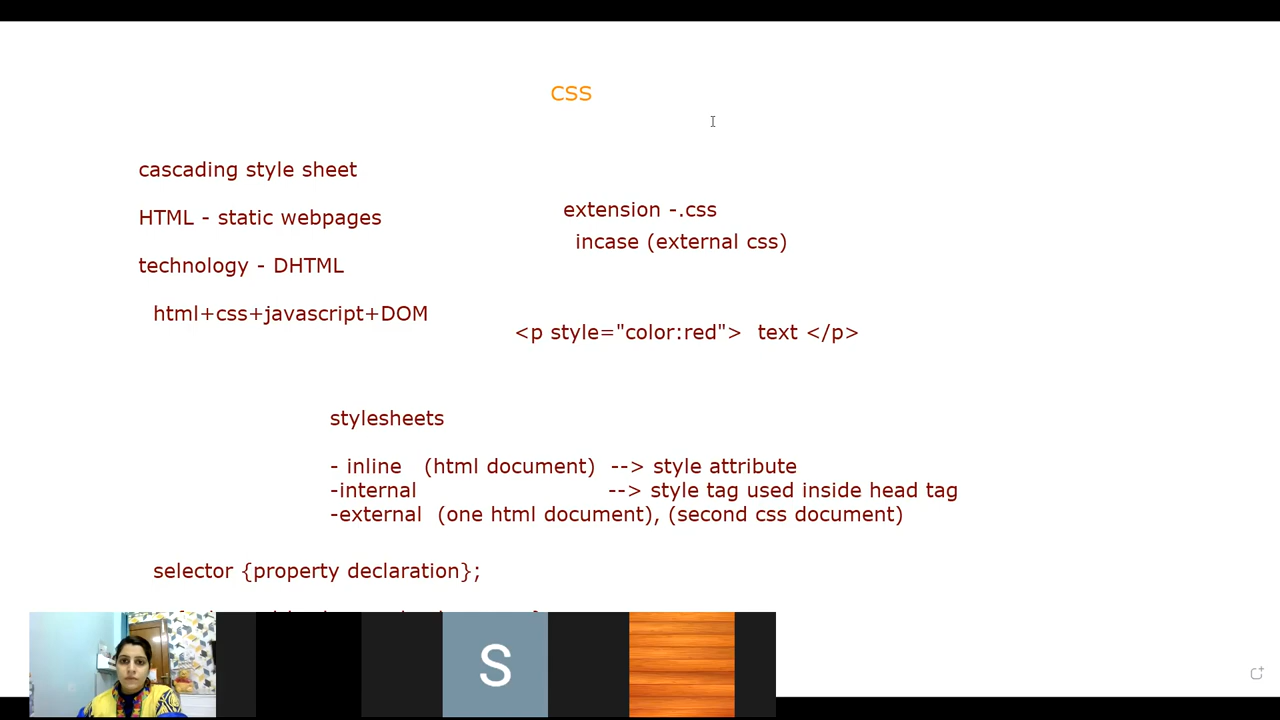 CSS
cascading style sheet
HTML - static webpages
technology - DHTML
html+css+javascript+DOM
extension -.css
incase (external css)
<p style="color:red">  text </p>
stylesheets
- inline   (html document)  --> style attribute
-internal                             --> style tag used inside head tag
-external  (one html document), (second css document)
selector {property declaration};
S